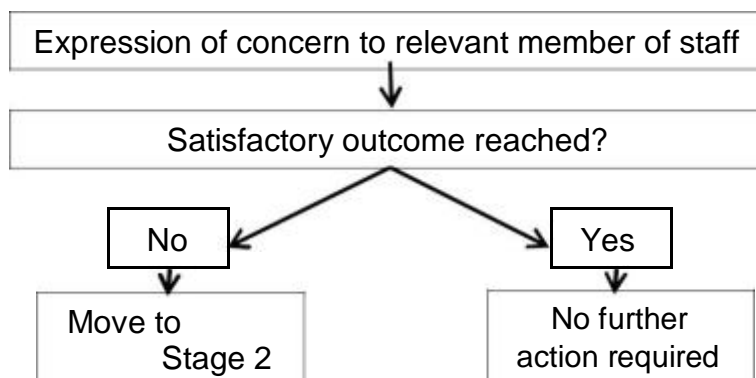 Expression of concern to relevant member of staff
Satisfactory outcome reached?
No
Yes
Move to
Stage 2
No further
action required